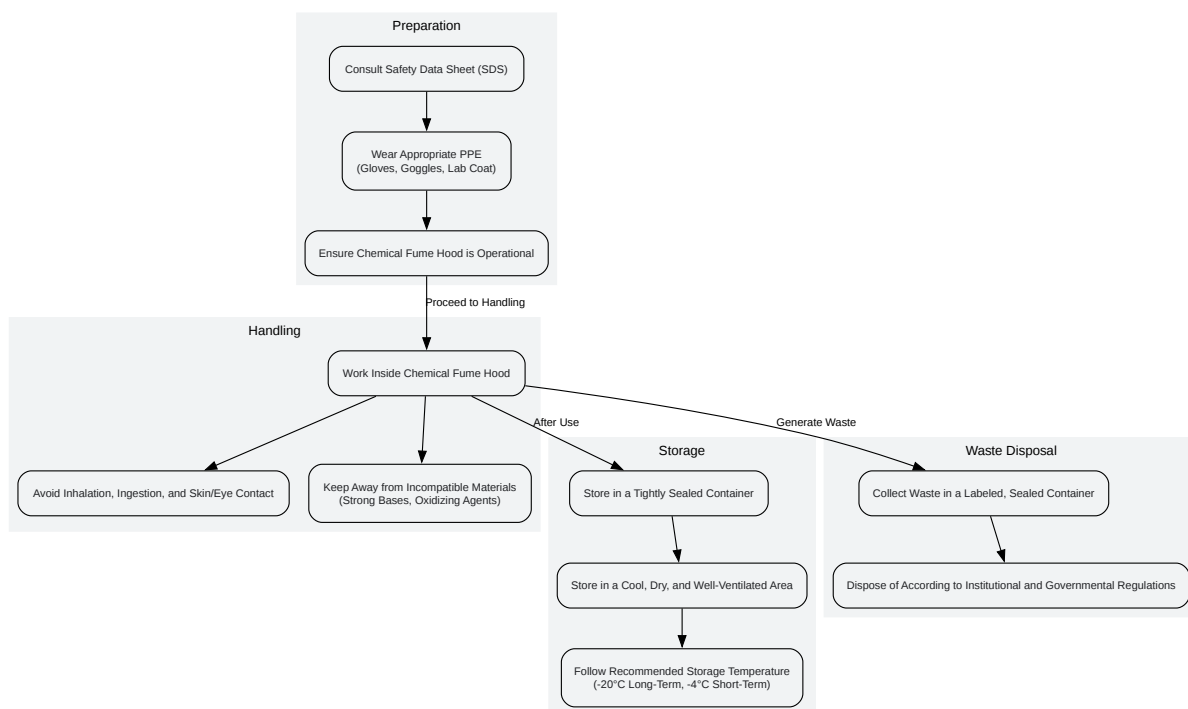 Preparation
Consult Safety Data Sheet (SDS)
Wear Appropriate PPE
(Gloves, Goggles, Lab Coat)
Ensure Chemical Fume Hood is Operational
Proceed to Handling
Handling
Work Inside Chemical Fume Hood
After Use
Generate Waste
Avoid Inhalation, Ingestion, and Skin/Eye Contact
Keep Away from Incompatible Materials
(Strong Bases, Oxidizing Agents)
Storage
Store in a Tightly Sealed Container
Store in a Cool, Dry, and Well-Ventilated Area
Follow Recommended Storage Temperature
(-20°C Long-Term, -4°C Short-Term)
Waste Disposal
Collect Waste in a Labeled, Sealed Container
Dispose of According to Institutional and Governmental Regulations